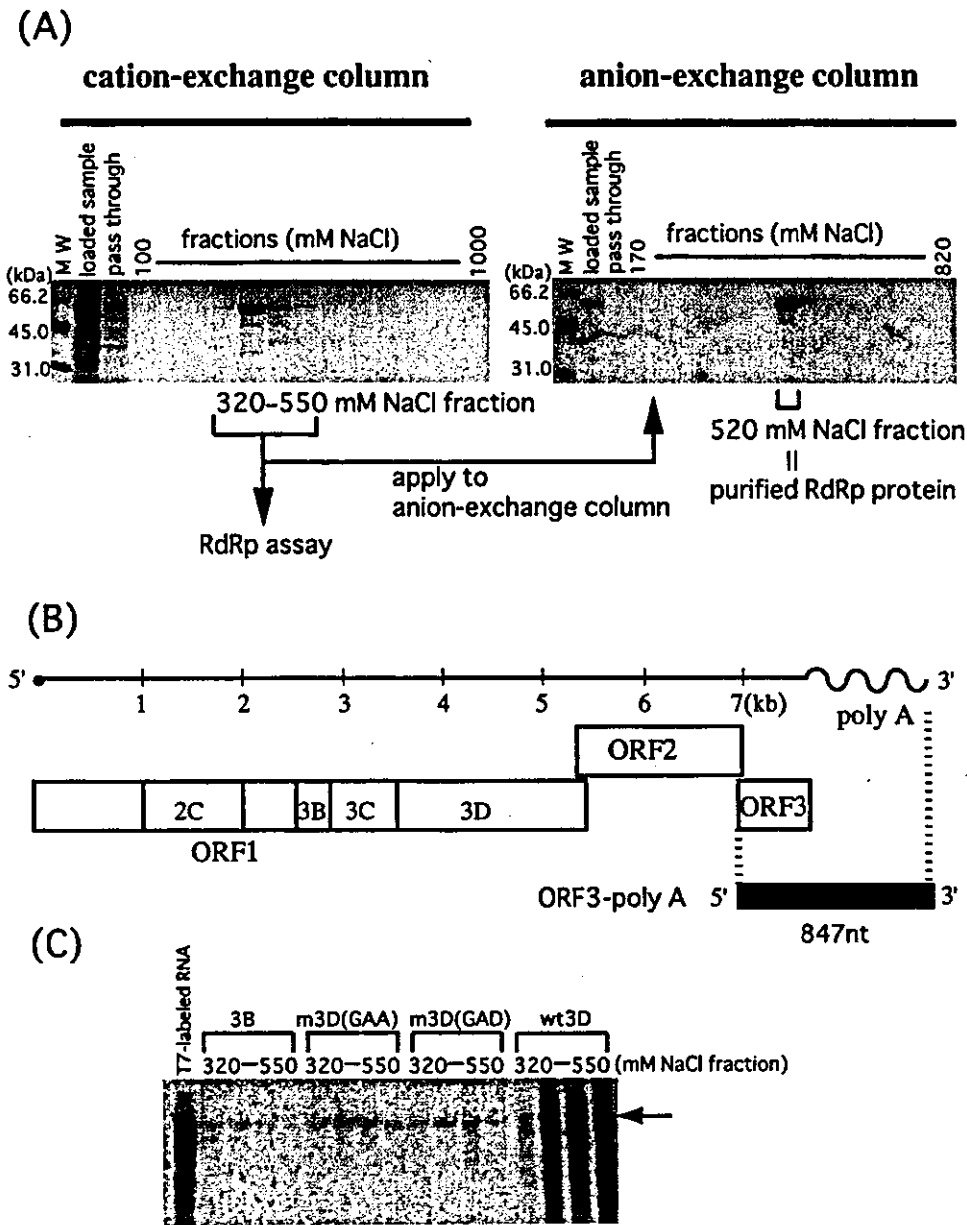 (A)
cation-exchange column
anion-exchange column
MW
loaded sample
pass through
100
fractions (mM NaCl)
1000
(kDa)
66.2
45.0
31.0
MW
loaded sample
pass through
170
fractions (mM NaCl)
820
(kDa)
66.2
45.0
31.0
320-550 mM NaCl fraction
apply to
anion-exchange column
RdRp assay
520 mM NaCl fraction
=
purified RdRp protein
(B)
5'
1 2 3 4 5 6 7(kb)
poly A
3'
ORF2
2C 3B 3C 3D
ORF3
ORF1
ORF3-poly A
5'
3'
847nt
(C)
T7-labeled RNA
3B m3D(GAA) m3D(GAD) wt3D
320-550 320-550 320-550 320-550 (mM NaCl fraction)